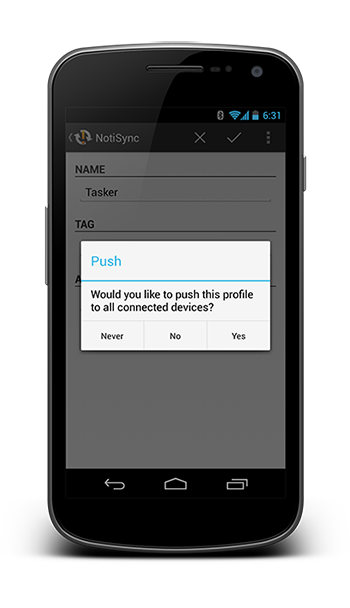 6:31
NotiSync
NAME
Tasker
TAG
Push
Would you like to push this profile
to all connected devices?
Never
No
Yes